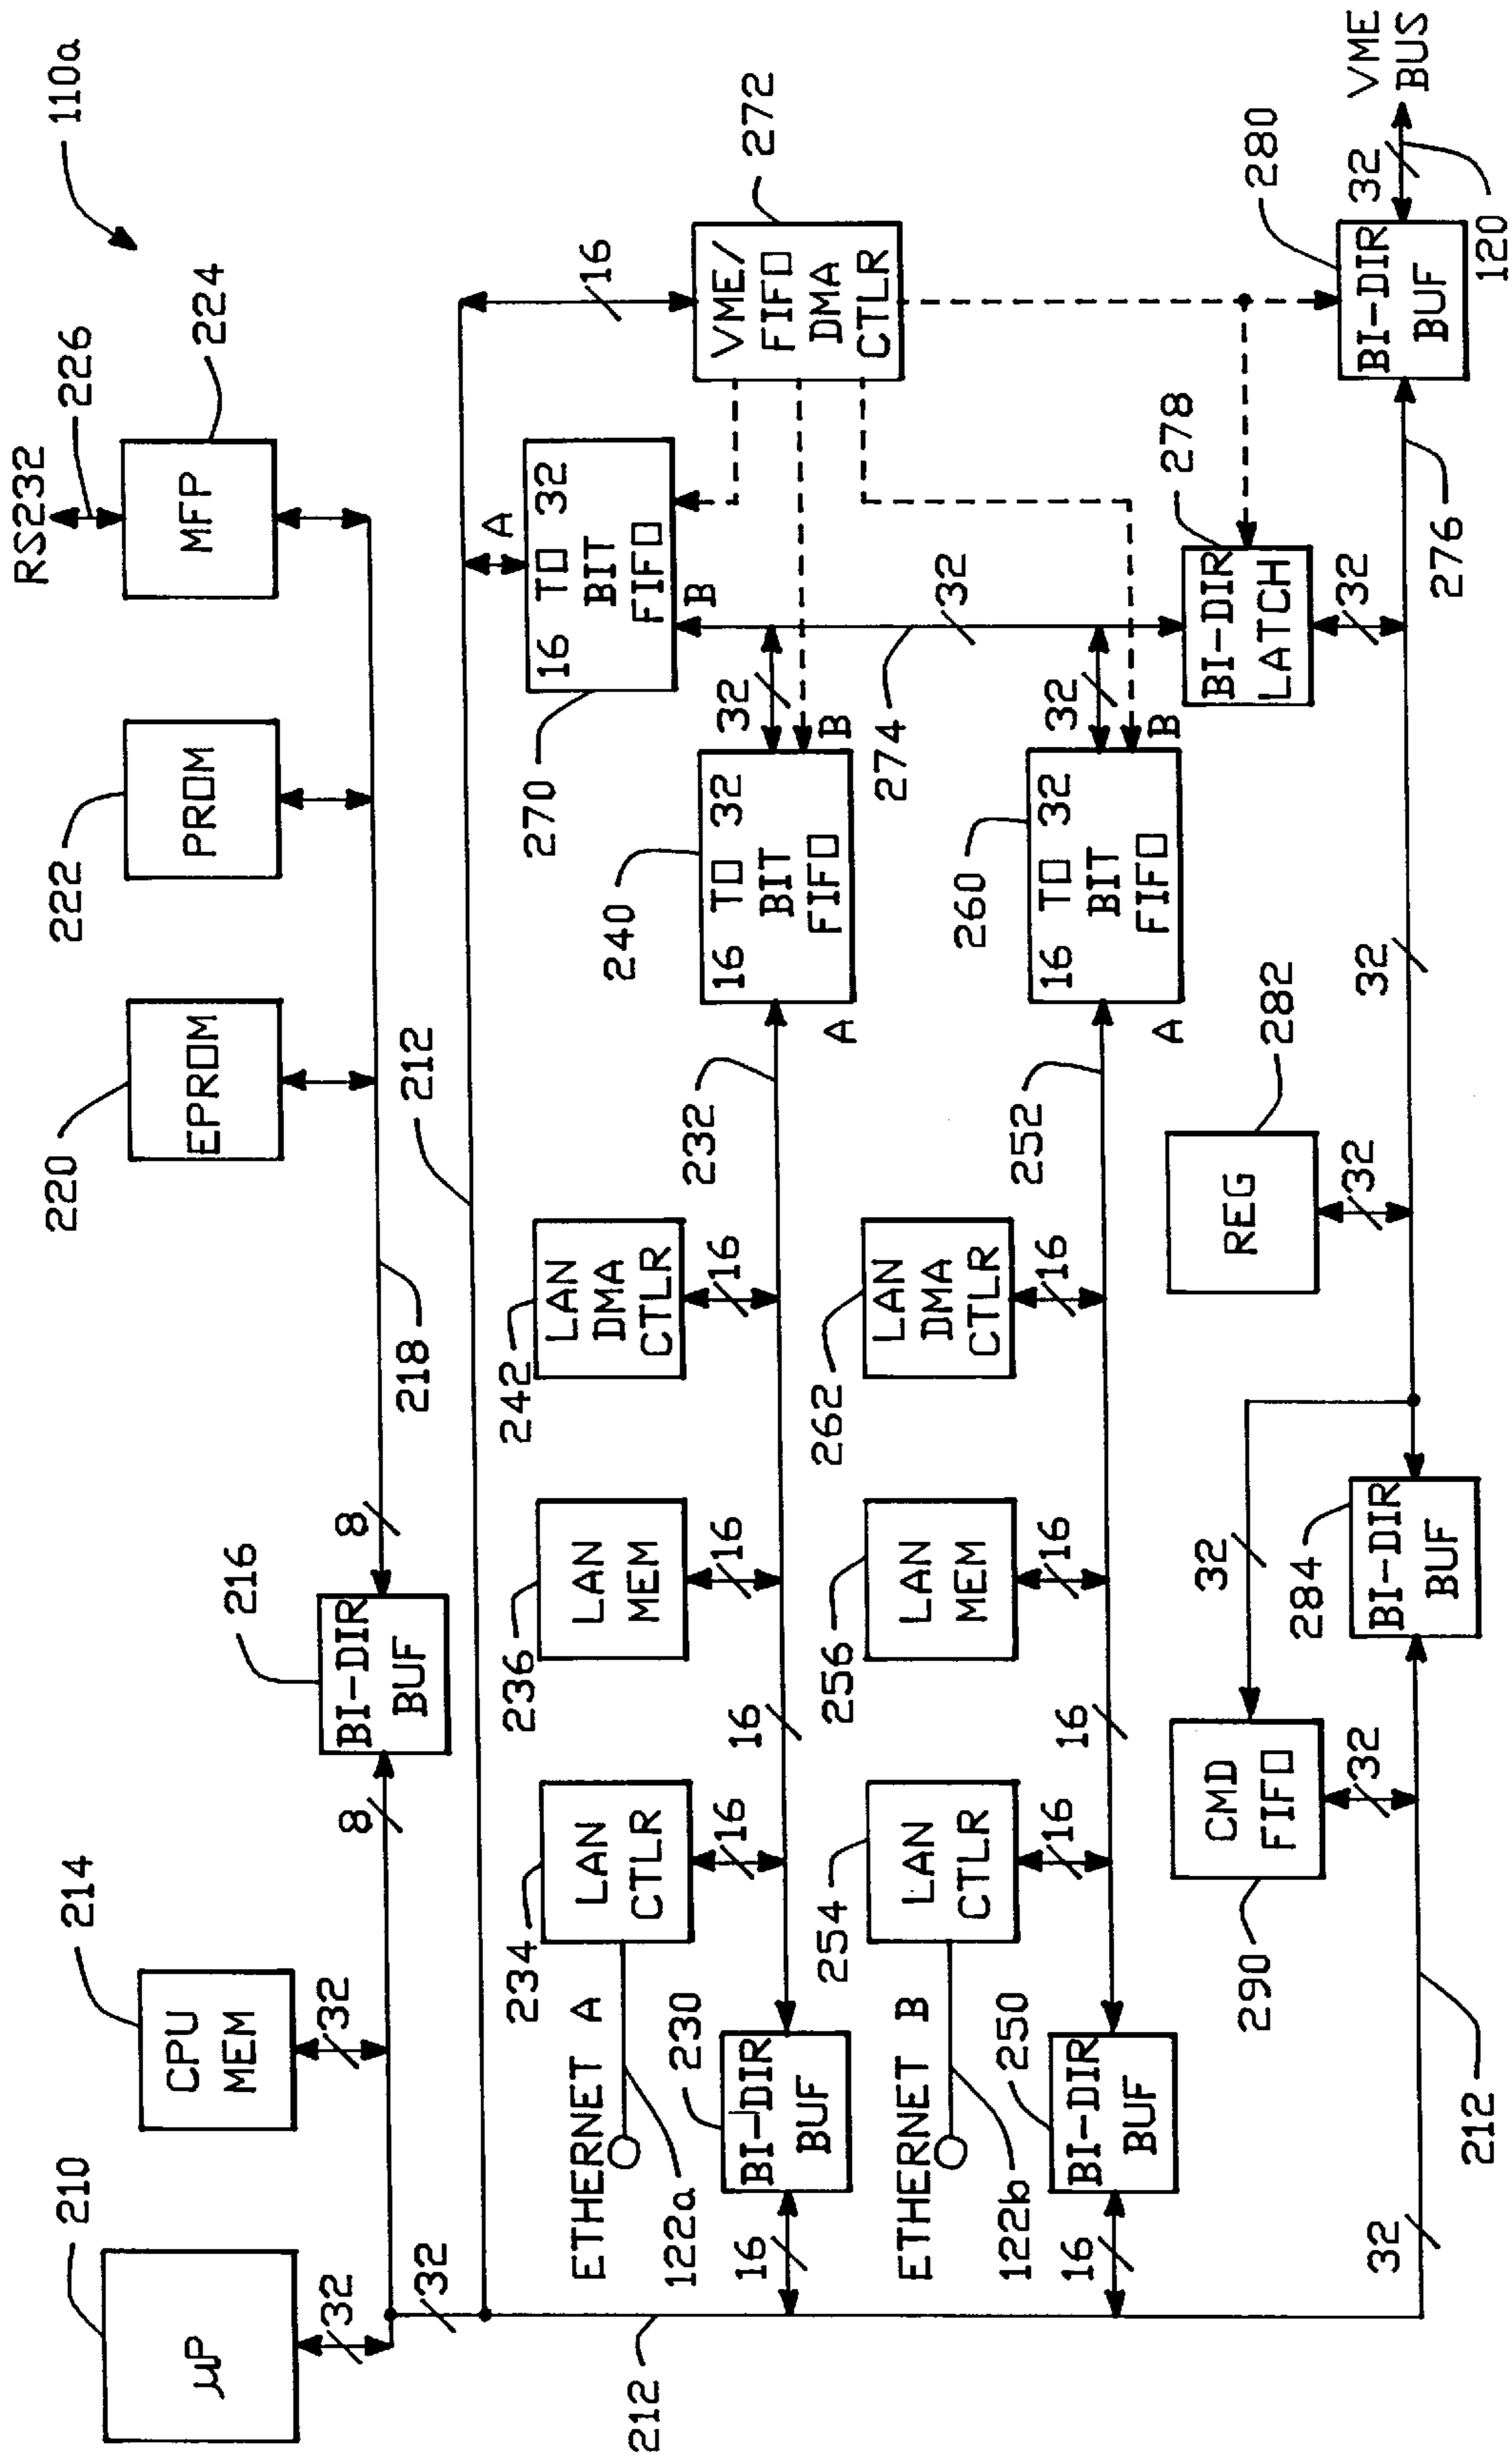 110a
RS232
226
210
µP
32
214
CPU
MEM
32
220
EPROM
222
PROM
224
MFP
216
BI-DIR
BUF
8
8
218
32
212
A
16 TO 32
BIT
FIFO
B
270
16
272
VME/
FIFO
DMA
CTLR
234
LAN
CTLR
16
236
LAN
MEM
16
242
LAN
DMA
CTLR
16
ETHERNET A
122a
230
BI-DIR
BUF
16
16
232
A
240
16 TO 32
BIT
FIFO
B
32
274
32
254
LAN
CTLR
16
256
LAN
MEM
16
262
LAN
DMA
CTLR
16
ETHERNET B
122b
250
BI-DIR
BUF
16
16
252
A
260
16 TO 32
BIT
FIFO
B
32
278
BI-DIR
LATCH
32
212
290
CMD
FIFO
32
32
282
REG
32
280
BI-DIR
BUF
32
VME
BUS
120
284
BI-DIR
BUF
32
276
32
212